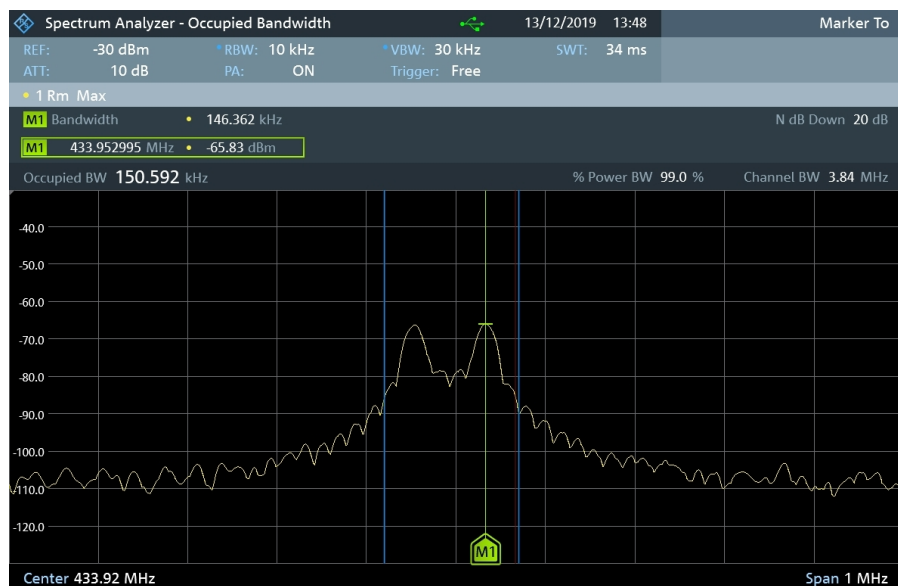 Spectrum Analyzer - Occupied Bandwidth 13/12/2019 13:48 Marker To
REF: -30 dBm RBW: 10 kHz VBW: 30 kHz SWT: 34 ms
ATT: 10 dB PA: ON Trigger: Free
1 Rm Max
M1 Bandwidth 146.362 kHz N dB Down 20 dB
M1 433.952995 MHz -65.83 dBm
Occupied BW 150.592 kHz % Power BW 99.0 % Channel BW 3.84 MHz
-40.0
-50.0
-60.0
-70.0
-80.0
-90.0
-100.0
-110.0
-120.0
M1
Center 433.92 MHz Span 1 MHz